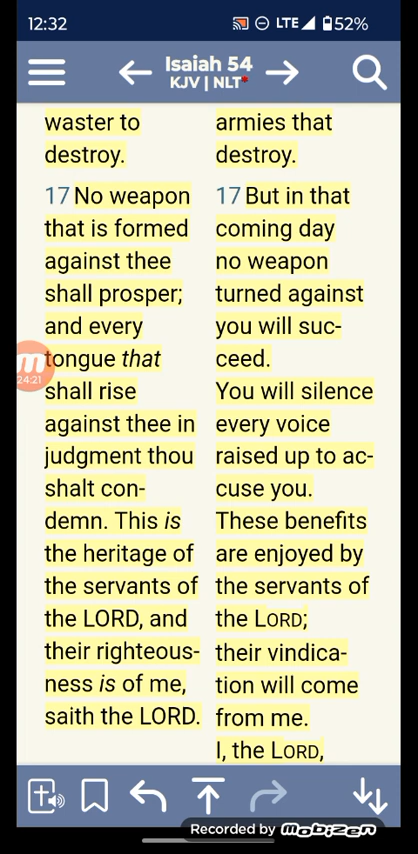 12:32
LTE 52%
Isaiah 54
KJV | NLT*
waster to
destroy.
17 No weapon
that is formed
against thee
shall prosper;
and every
tongue that
shall rise
against thee in
judgment thou
shalt con-
demn. This is
the heritage of
the servants of
the LORD, and
their righteous-
ness is of me,
saith the LORD.
armies that
destroy.
17 But in that
coming day
no weapon
turned against
you will suc-
ceed.
You will silence
every voice
raised up to ac-
cuse you.
These benefits
are enjoyed by
the servants of
the LORD;
their vindica-
tion will come
from me.
I, the LORD,
m
24:21
Recorded by mobizen